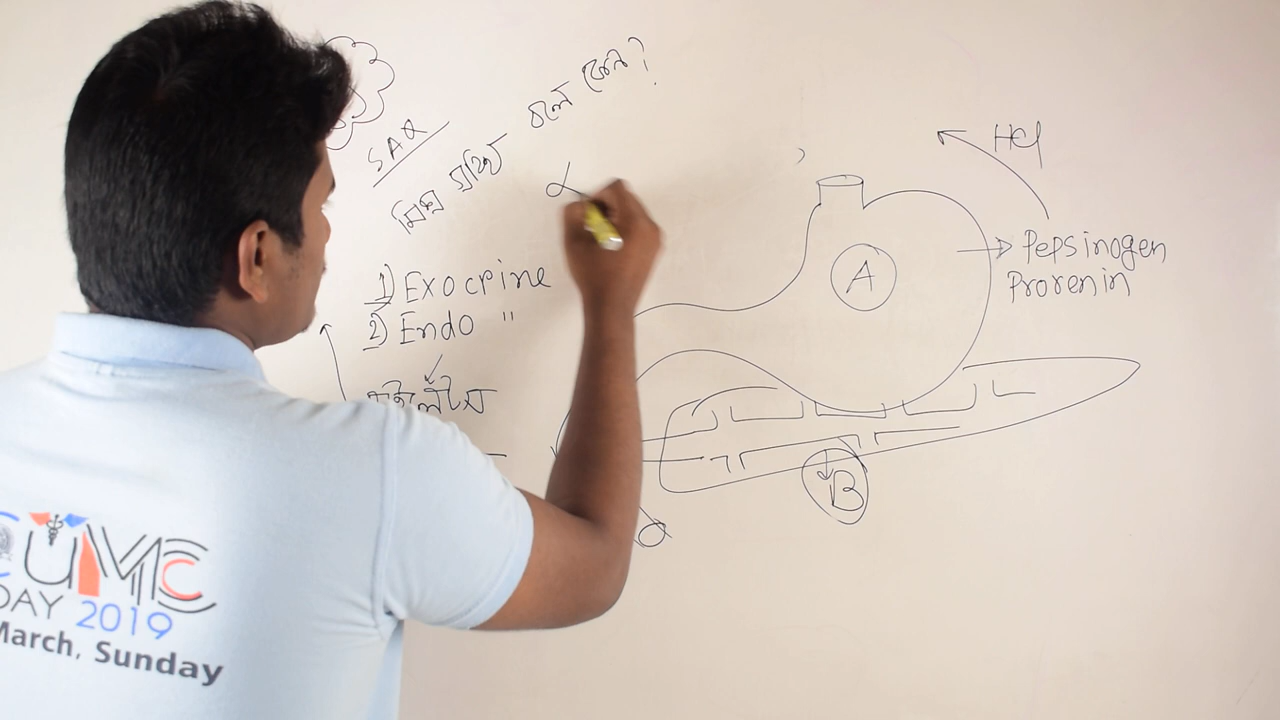 SAQ
মিশ্র গ্রন্থি বলে কেন?
α
1) Exocrine
2) Endo "
HCl
→ Pepsinogen
Prorenin
A
B
CUMC
DAY 2019
March, Sunday